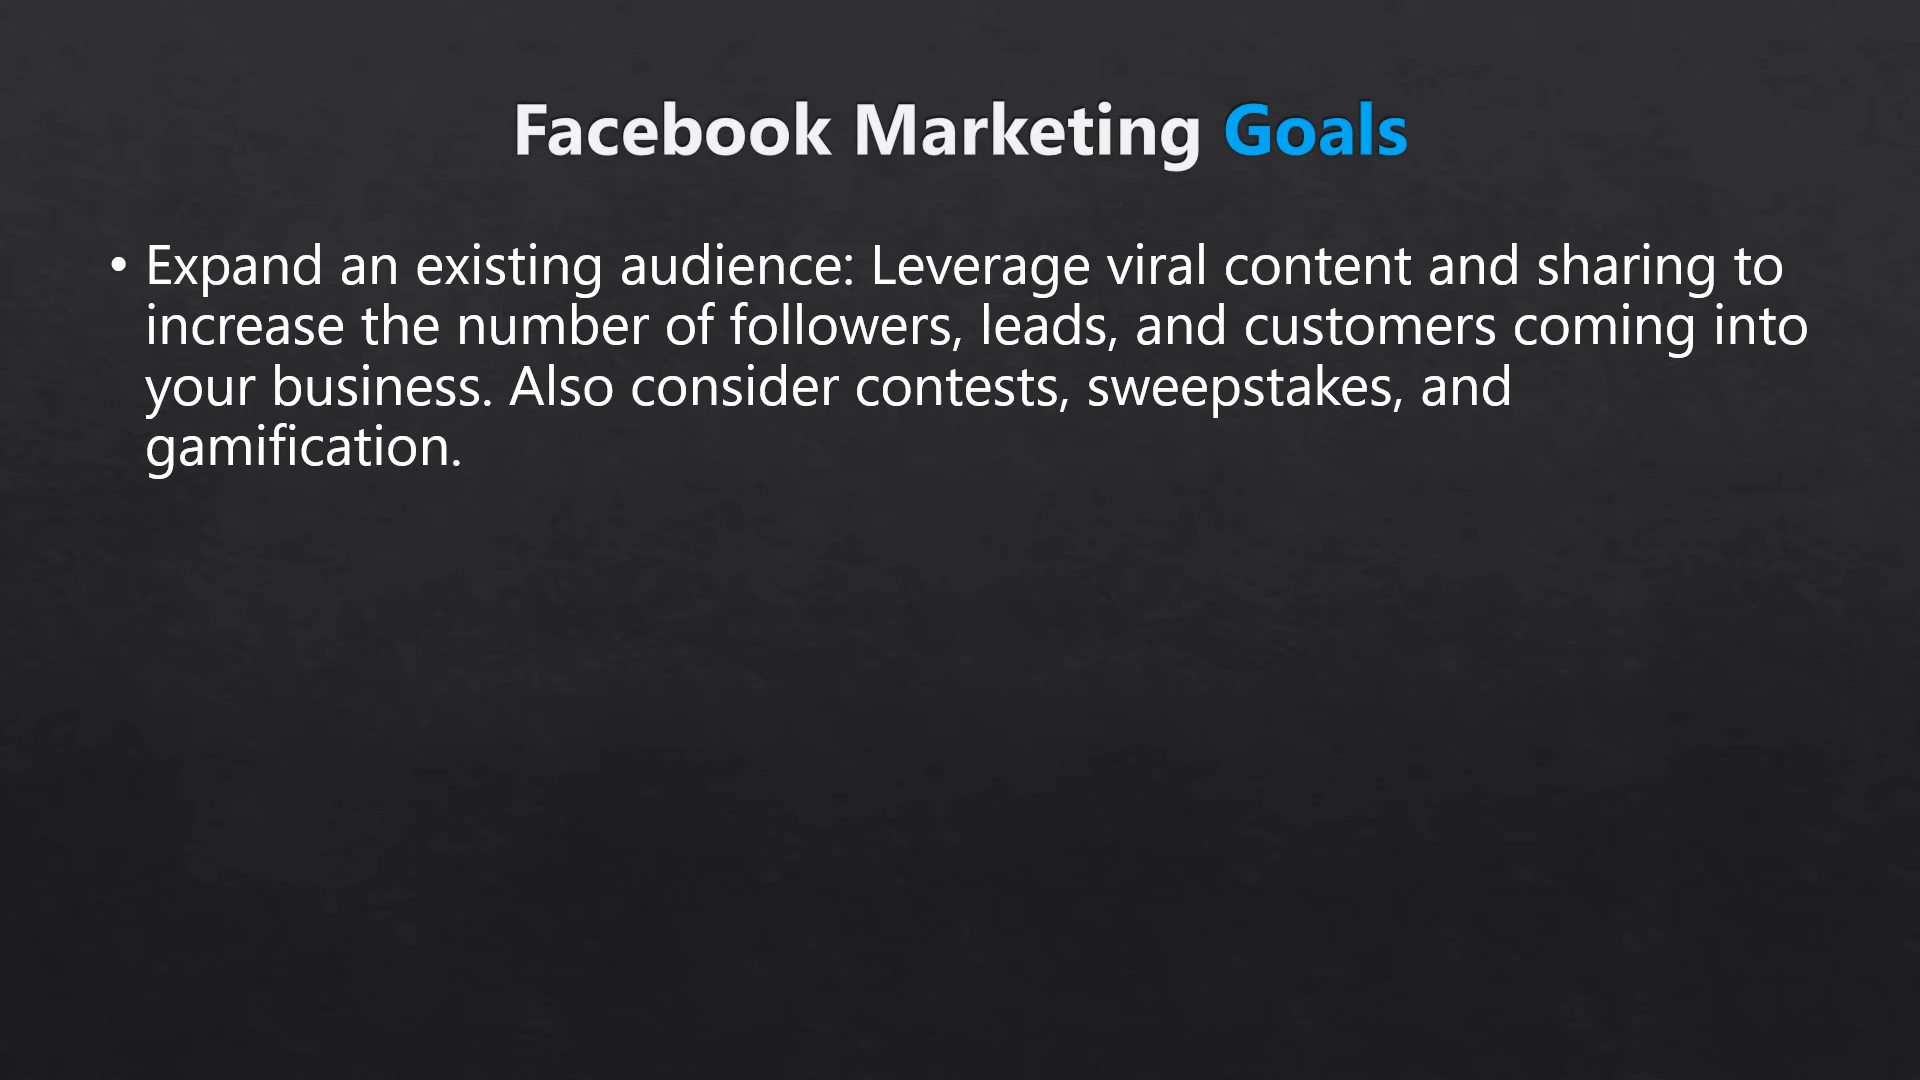 Facebook Marketing Goals
• Expand an existing audience: Leverage viral content and sharing to
increase the number of followers, leads, and customers coming into
your business. Also consider contests, sweepstakes, and
gamification.